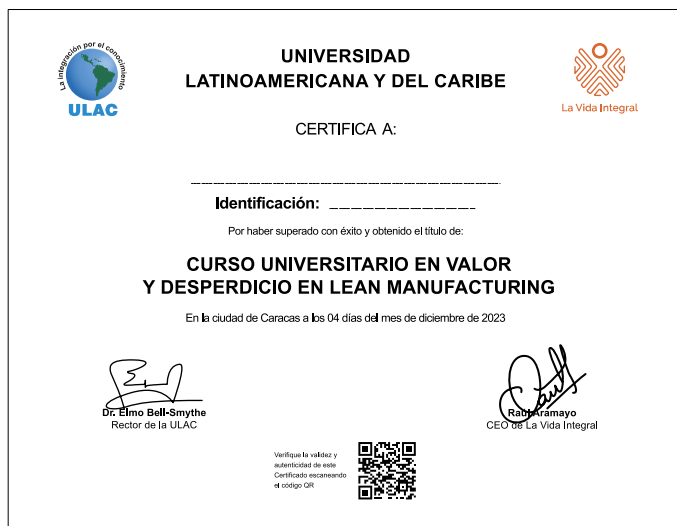 La integración por el conocimiento
ULAC
UNIVERSIDAD
LATINOAMERICANA Y DEL CARIBE
La Vida Integral
CERTIFICA A:
Identificación:
Por haber superado con éxito y obtenido el título de:
CURSO UNIVERSITARIO EN VALOR
Y DESPERDICIO EN LEAN MANUFACTURING
En la ciudad de Caracas a los 04 días del mes de diciembre de 2023
Dr. Elmo Bell-Smythe
Rector de la ULAC
Raúl Aramayo
CEO de La Vida Integral
Verifique la validez y
autenticidad de este
Certificado escaneando
el código QR